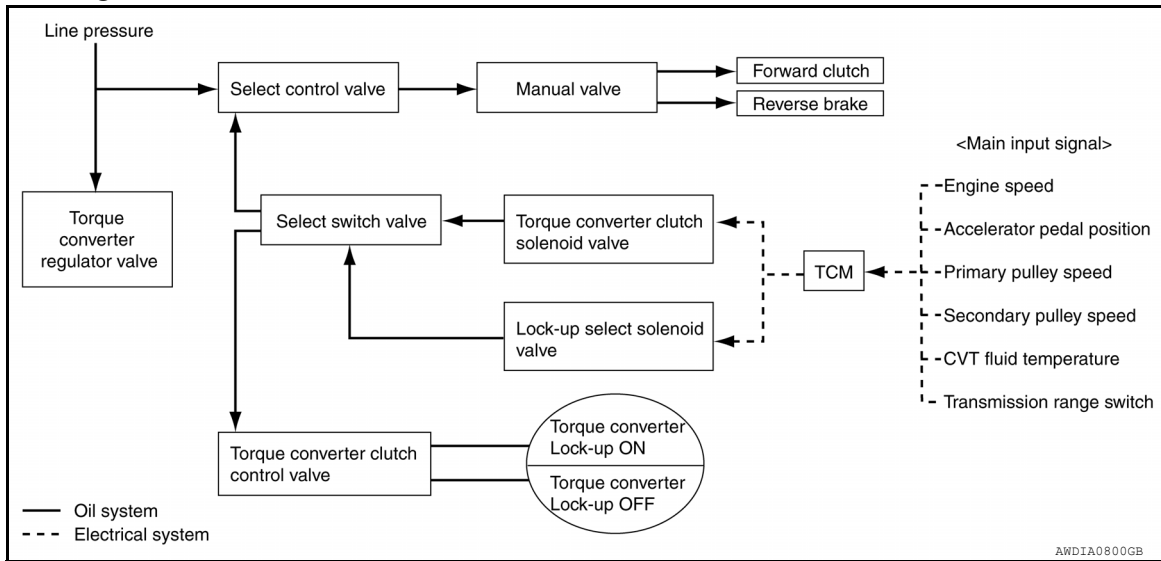 Line pressure
Select control valve
Manual valve
Forward clutch
Reverse brake
<Main input signal>
Engine speed
Accelerator pedal position
Primary pulley speed
Secondary pulley speed
CVT fluid temperature
Transmission range switch
TCM
Torque
converter
regulator valve
Select switch valve
Torque converter clutch
solenoid valve
Lock-up select solenoid
valve
Torque converter clutch
control valve
Torque converter
Lock-up ON
Torque converter
Lock-up OFF
Oil system
Electrical system
AWDIA0800GB